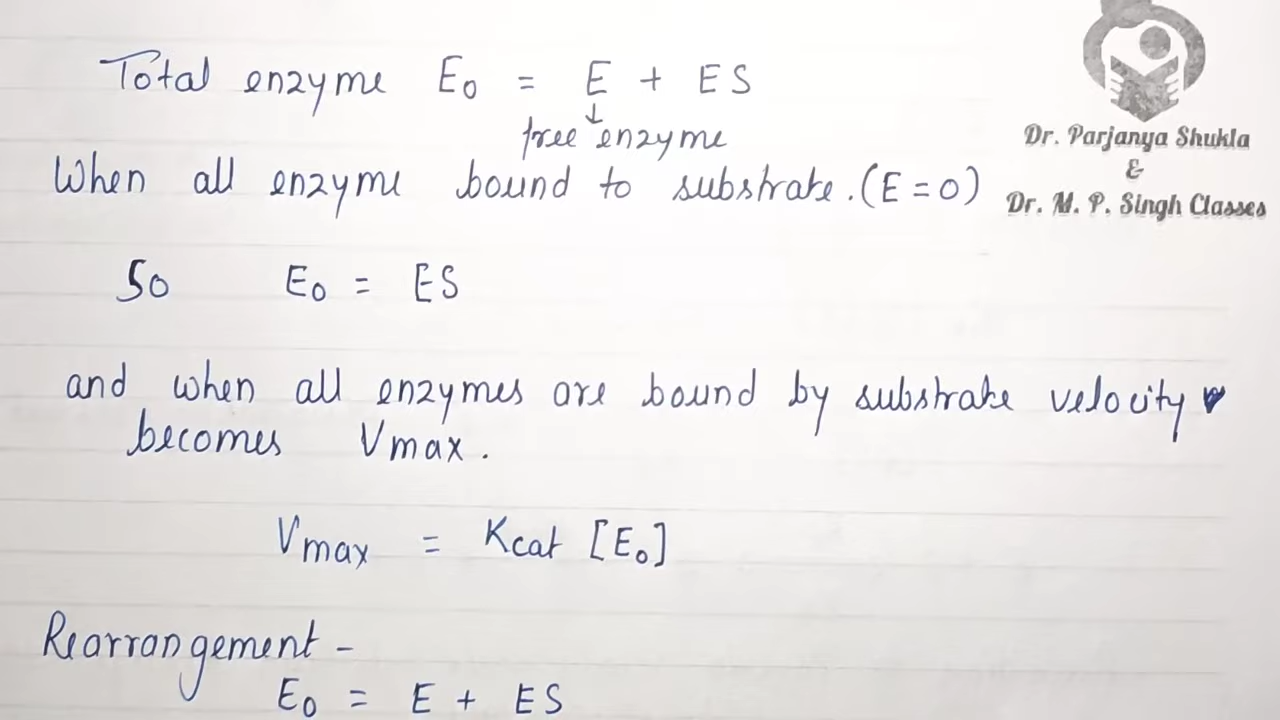 Total enzyme E₀ = E + ES
↓
free enzyme
When all enzyme bound to substrate. (E = 0)
So E₀ = ES
and when all enzymes are bound by substrate velocity
becomes Vmax.
Vmax = Kcat [E₀]
Rearrangement -
E₀ = E + ES
Dr. Parjanya Shukla
&
Dr. M. P. Singh Classes